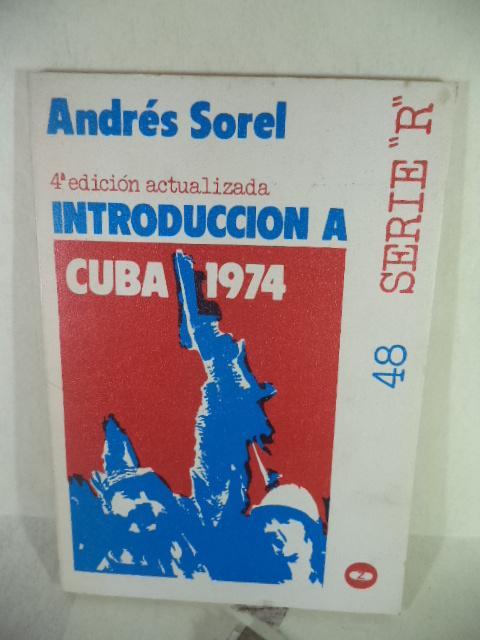 Andrés Sorel
4ª edición actualizada
INTRODUCCION A
CUBA 1974
SERIE "R"
48